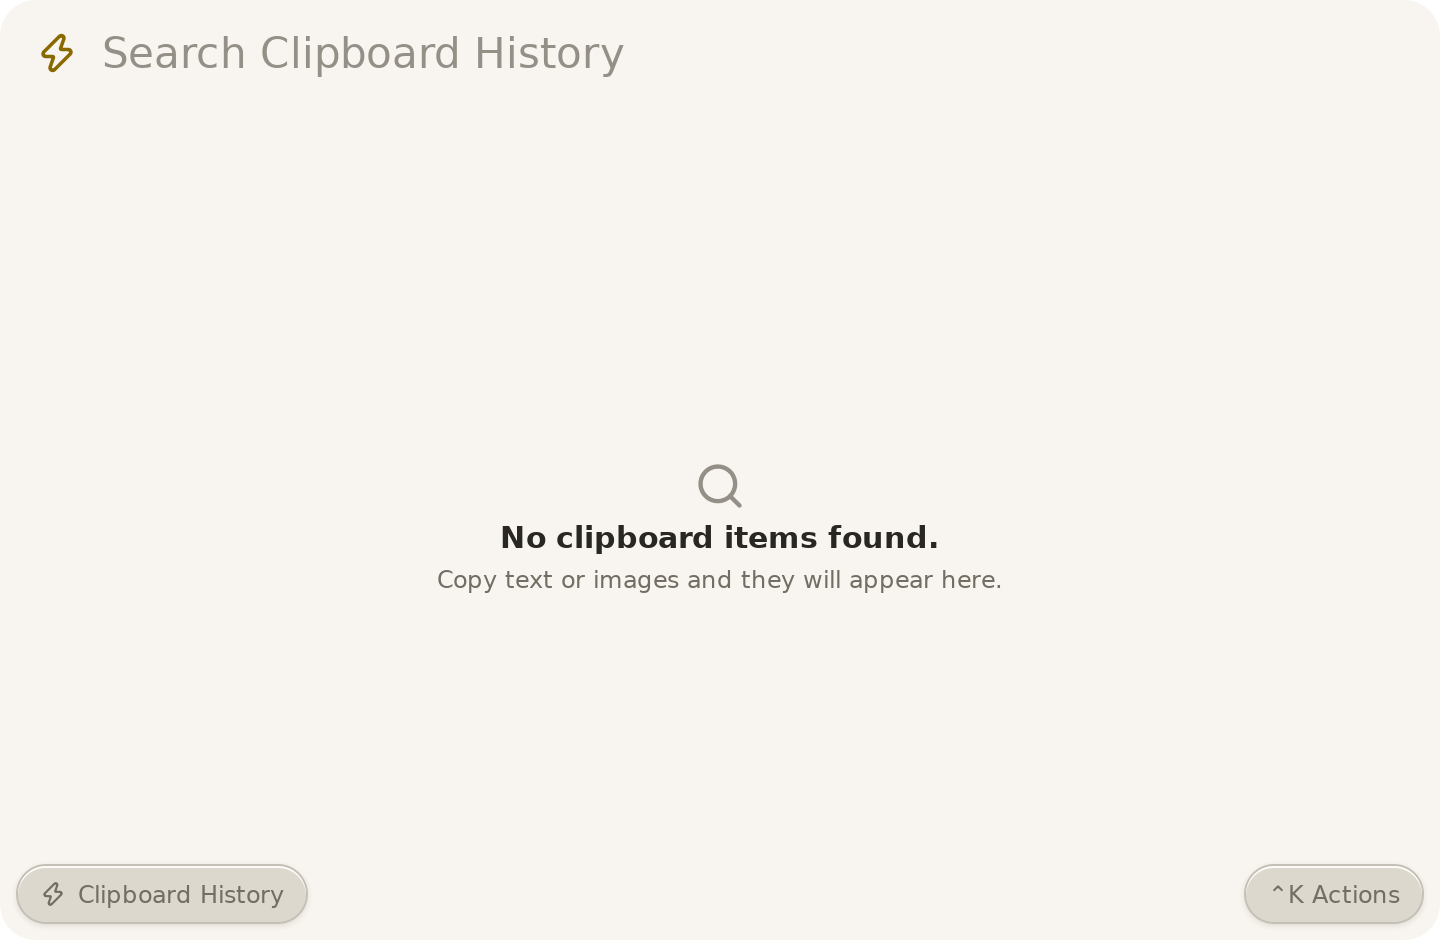 Search Clipboard History
No clipboard items found.
Copy text or images and they will appear here.
Clipboard History
^K Actions